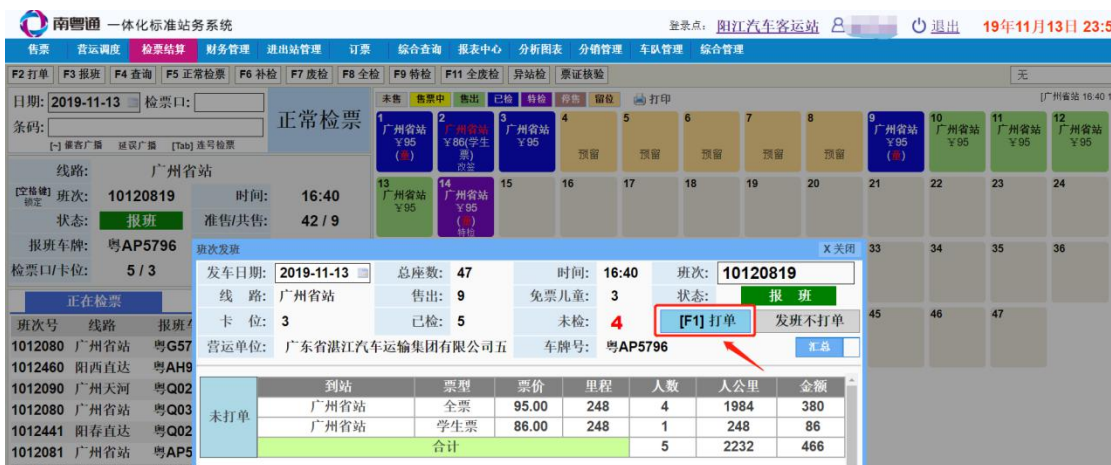 南粤通 一体化标准站务系统 登录点: 阳江汽车客运站 退出 19年11月13日 23:5
售票 营运调度 检票结算 财务管理 进出站管理 订票 综合查询 报表中心 分析图表 分销管理 车队管理 综合管理
F2 打单 F3 报班 F4 查询 F5 正常检票 F6 补检 F7 废检 F8 全检 F9 特检 F11 全废检 异站检 票证核验 无
日期: 2019-11-13 检票口: 正常检票
条码:
[~] 催客广播 延误广播 [Tab] 连号检票
线路: 广州省站
[空格键] 锁定 班次: 10120819 时间: 16:40
状态: 报班 准售/共售: 42 / 9
报班车牌: 粤AP5796
检票口/卡位: 5 / 3
正在检票
班次号 线路 报班
1012080 广州省站 粤G57
1012460 阳西直达 粤AH9
1012090 广州天河 粤Q02
1012080 广州省站 粤Q03
1012441 阳春直达 粤Q02
1012081 广州省站 粤AP5
未售 售票中 售出 已检 特检 停售 留位 打印 [广州省站 16:40
1 广州省站 ¥95
2 广州省站 ¥86(学生票) 改签
3 广州省站 ¥95
4 预留
5 预留
6 预留
7 预留
8 预留
9 广州省站 ¥95
10 广州省站 ¥95
11 广州省站 ¥95
12 广州省站 ¥95
13 广州省站 ¥95
14 广州省站 ¥95 特检
15 16 17 18 19 20 21 22 23 24
33 34 35 36
45 46 47
班次发班 X 关闭
发车日期: 2019-11-13 总座数: 47 时间: 16:40 班次: 10120819
线 路: 广州省站 售出: 9 免票儿童: 3 状态: 报 班
卡 位: 3 已检: 5 未检: 4 [F1] 打单 发班不打单
营运单位: 广东省湛江汽车运输集团有限公司五 车牌号: 粤AP5796 汇总
未打单
到站 票型 票价 里程 人数 人公里 金额
广州省站 全票 95.00 248 4 1984 380
广州省站 学生票 86.00 248 1 248 86
合计 5 2232 466